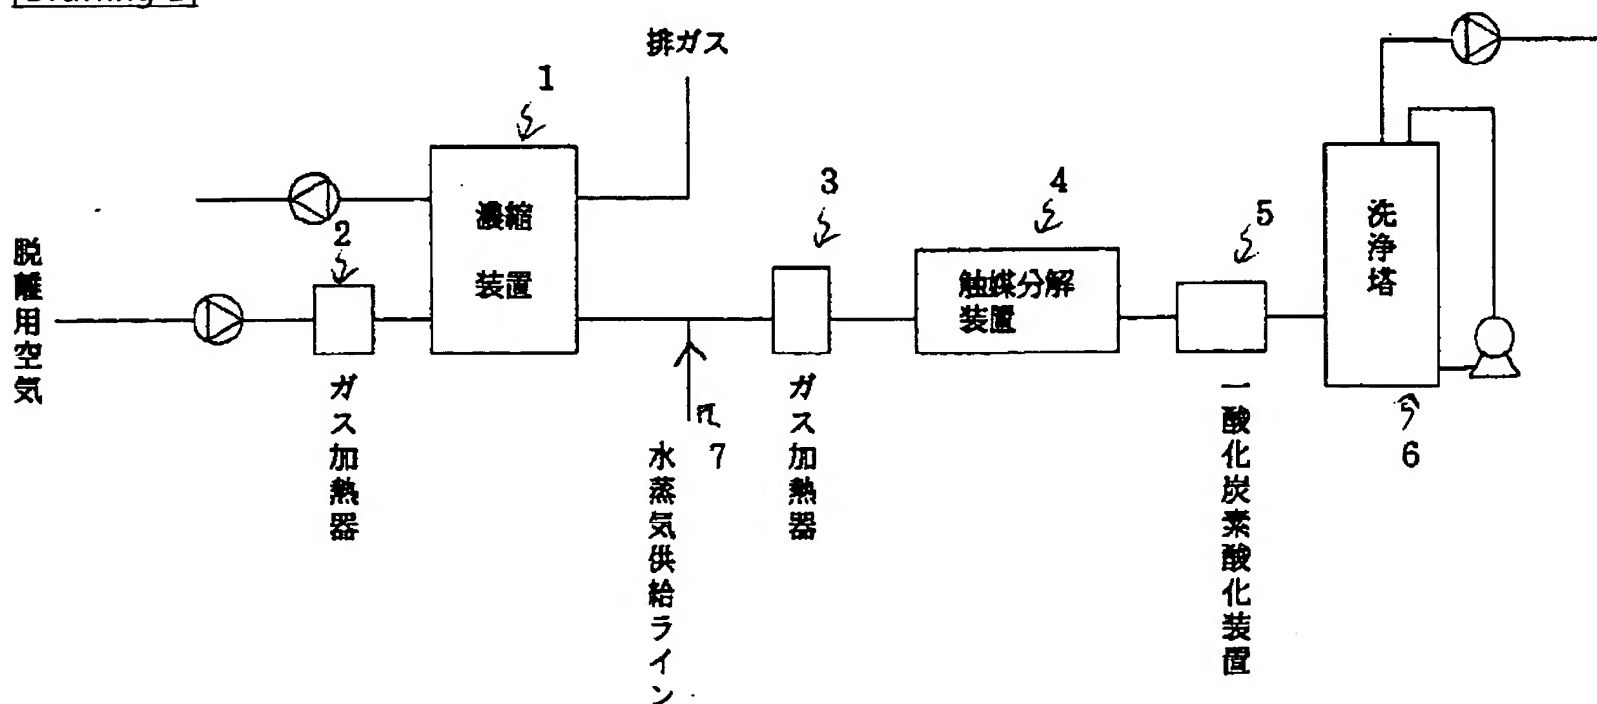 排ガス
1
濃縮
装置
2
脱離用空気
ガス加熱器
3
ガス加熱器
4
触媒分解
装置
5
一酸化炭素酸化装置
洗浄塔
6
7
水蒸気供給ライン